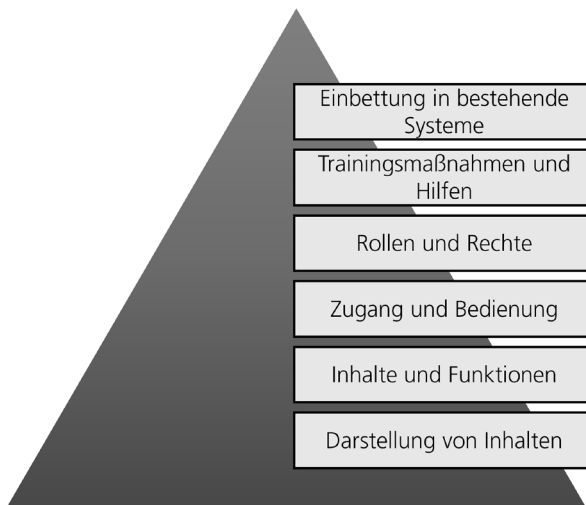 Einbettung in bestehende
Systeme
Trainingsmaßnahmen und
Hilfen
Rollen und Rechte
Zugang und Bedienung
Inhalte und Funktionen
Darstellung von Inhalten